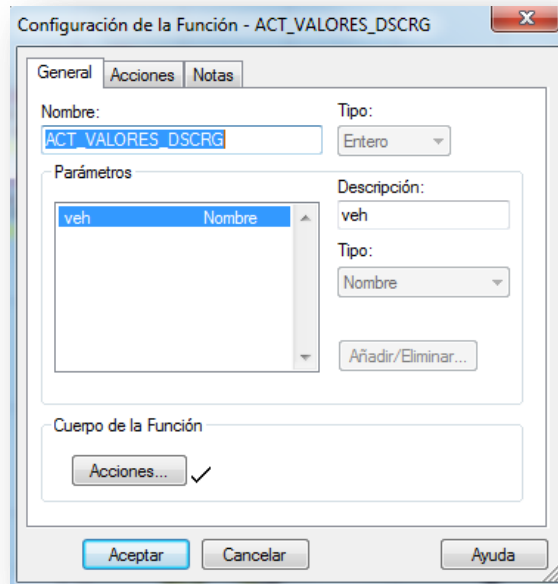 Configuración de la Función - ACT_VALORES_DSCRG
General Acciones Notas
Nombre:
ACT_VALORES_DSCRG
Tipo:
Entero
Parámetros
veh Nombre
Descripción:
veh
Tipo:
Nombre
Añadir/Eliminar...
Cuerpo de la Función
Acciones...
Aceptar Cancelar Ayuda